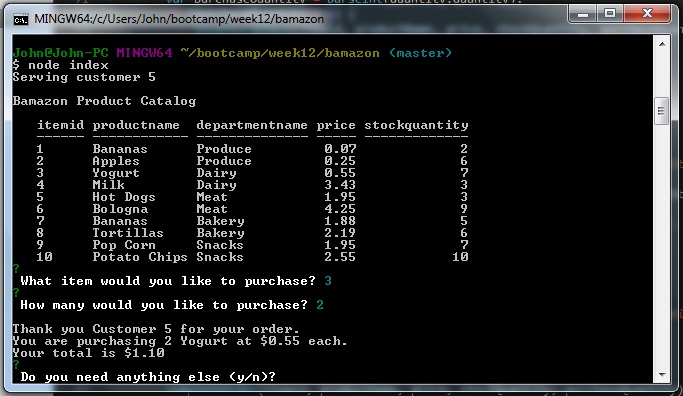 MINGW64:/c/Users/John/bootcamp/week12/bamazon
John@John-PC MINGW64 ~/bootcamp/week12/bamazon (master)
$ node index
Serving customer 5
Bamazon Product Catalog
itemid productname departmentname price stockquantity
------ ------------ -------------- ----- -------------
1 Bananas Produce 0.07 2
2 Apples Produce 0.25 6
3 Yogurt Dairy 0.55 7
4 Milk Dairy 3.43 3
5 Hot Dogs Meat 1.95 3
6 Bologna Meat 4.25 9
7 Bananas Bakery 1.88 5
8 Tortillas Bakery 2.19 6
9 Pop Corn Snacks 1.95 7
10 Potato Chips Snacks 2.55 10
?
What item would you like to purchase? 3
?
How many would you like to purchase? 2
Thank you Customer 5 for your order.
You are purchasing 2 Yogurt at $0.55 each.
Your total is $1.10
?
Do you need anything else (y/n)?